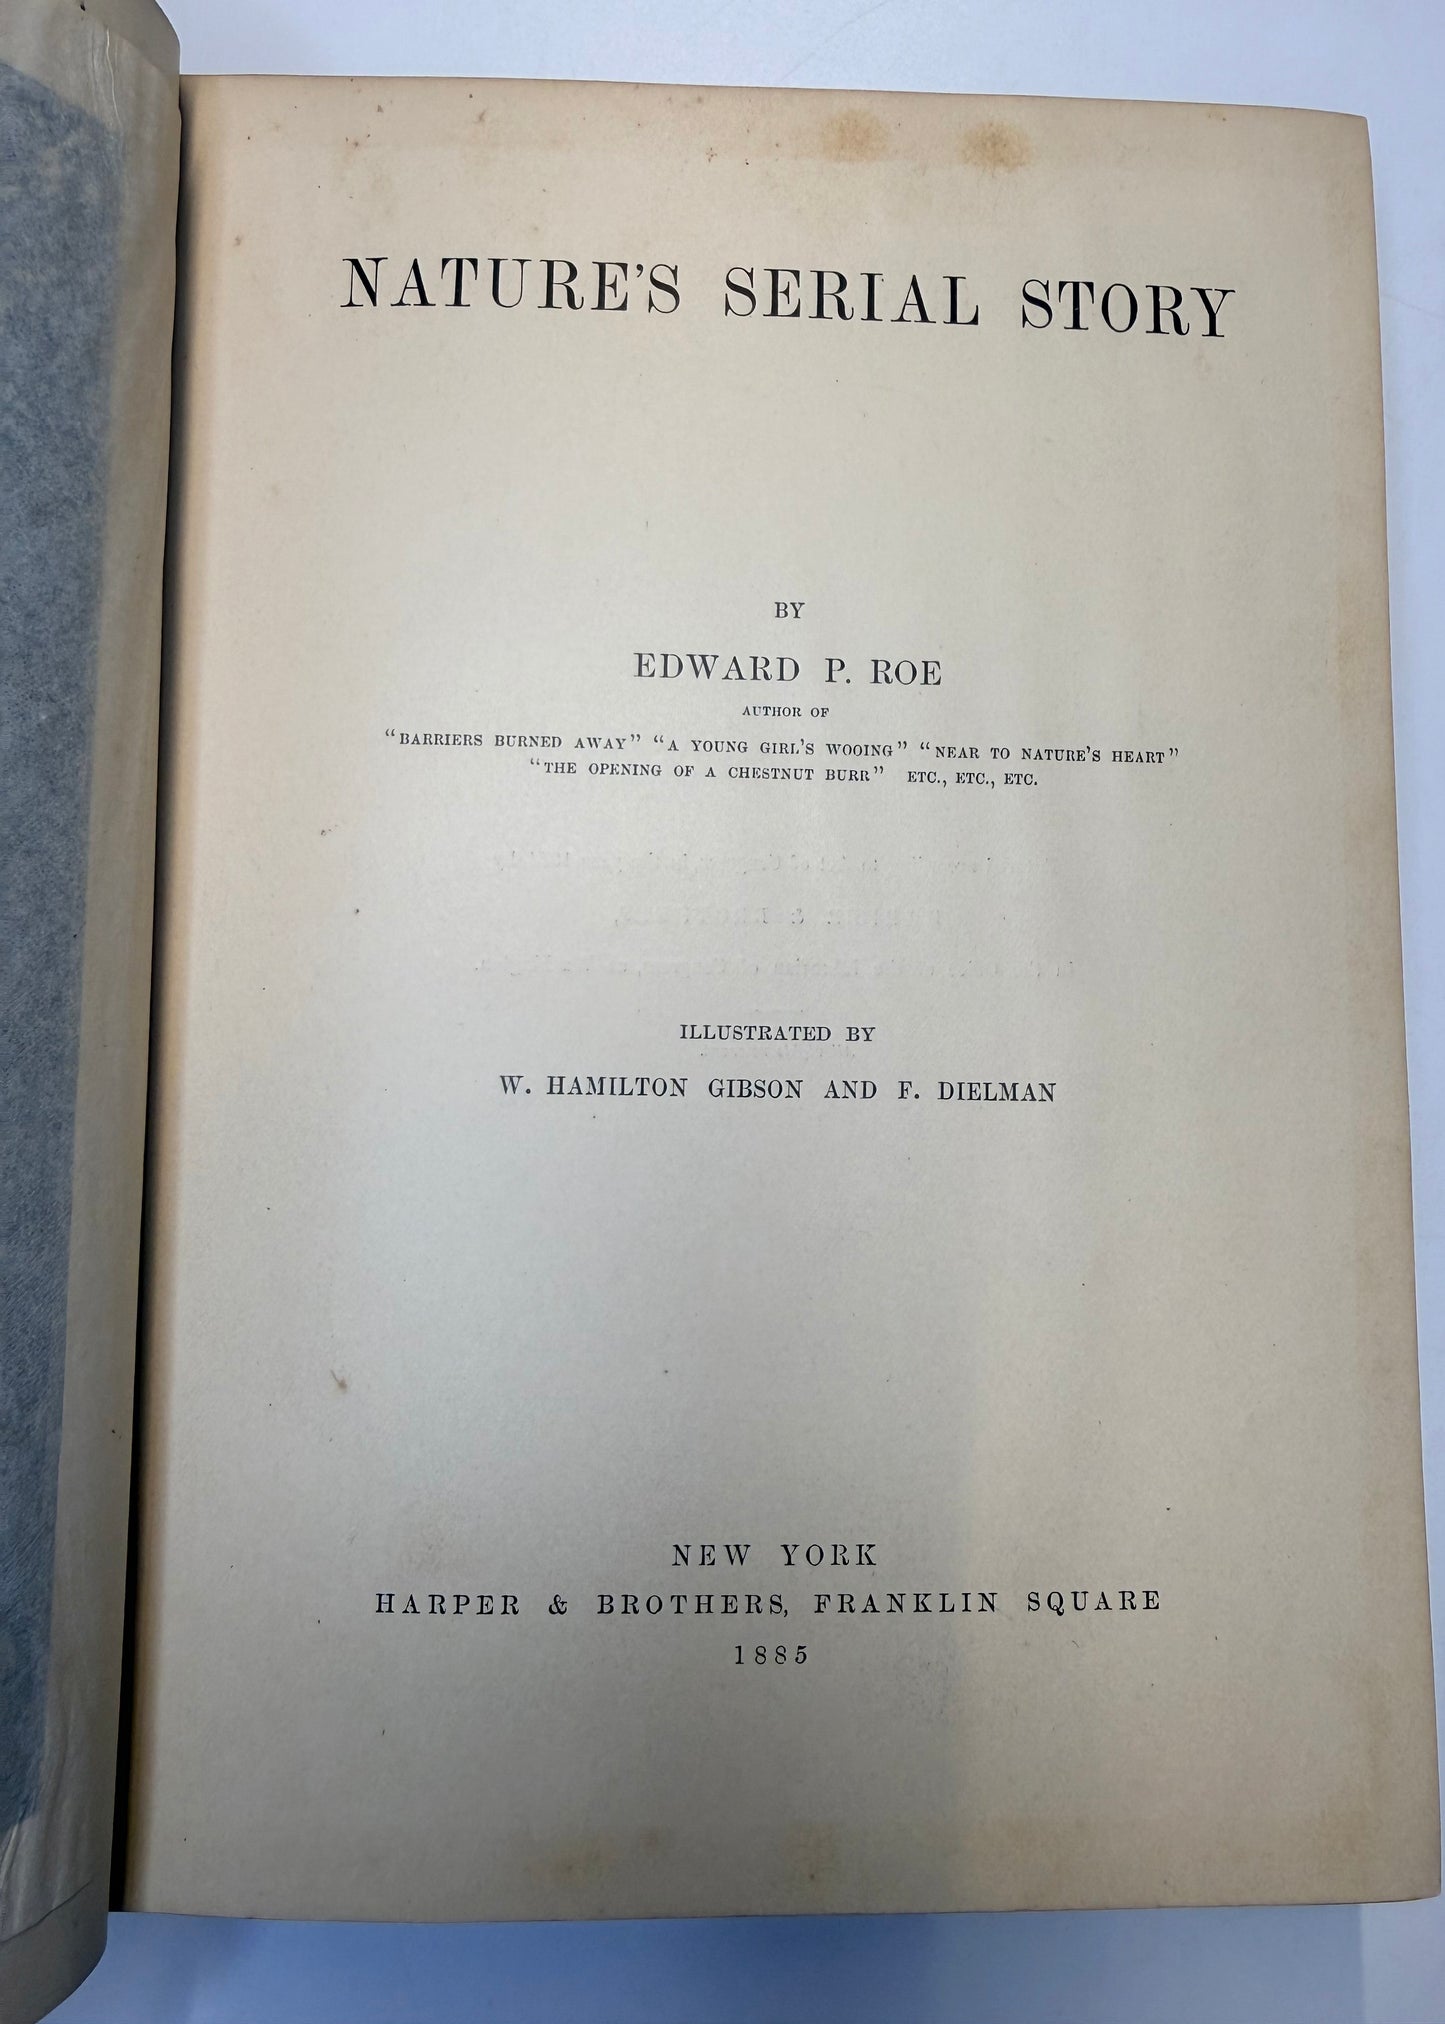 NATURE'S SERIAL STORY
BY
EDWARD P. ROE
AUTHOR OF
“BARRIERS BURNED AWAY” “A YOUNG GIRL'S WOOING” “NEAR TO NATURE'S HEART”
“THE OPENING OF A CHESTNUT BURR” ETC., ETC., ETC.
ILLUSTRATED BY
W. HAMILTON GIBSON AND F. DIELMAN
NEW YORK
HARPER & BROTHERS, FRANKLIN SQUARE
1885